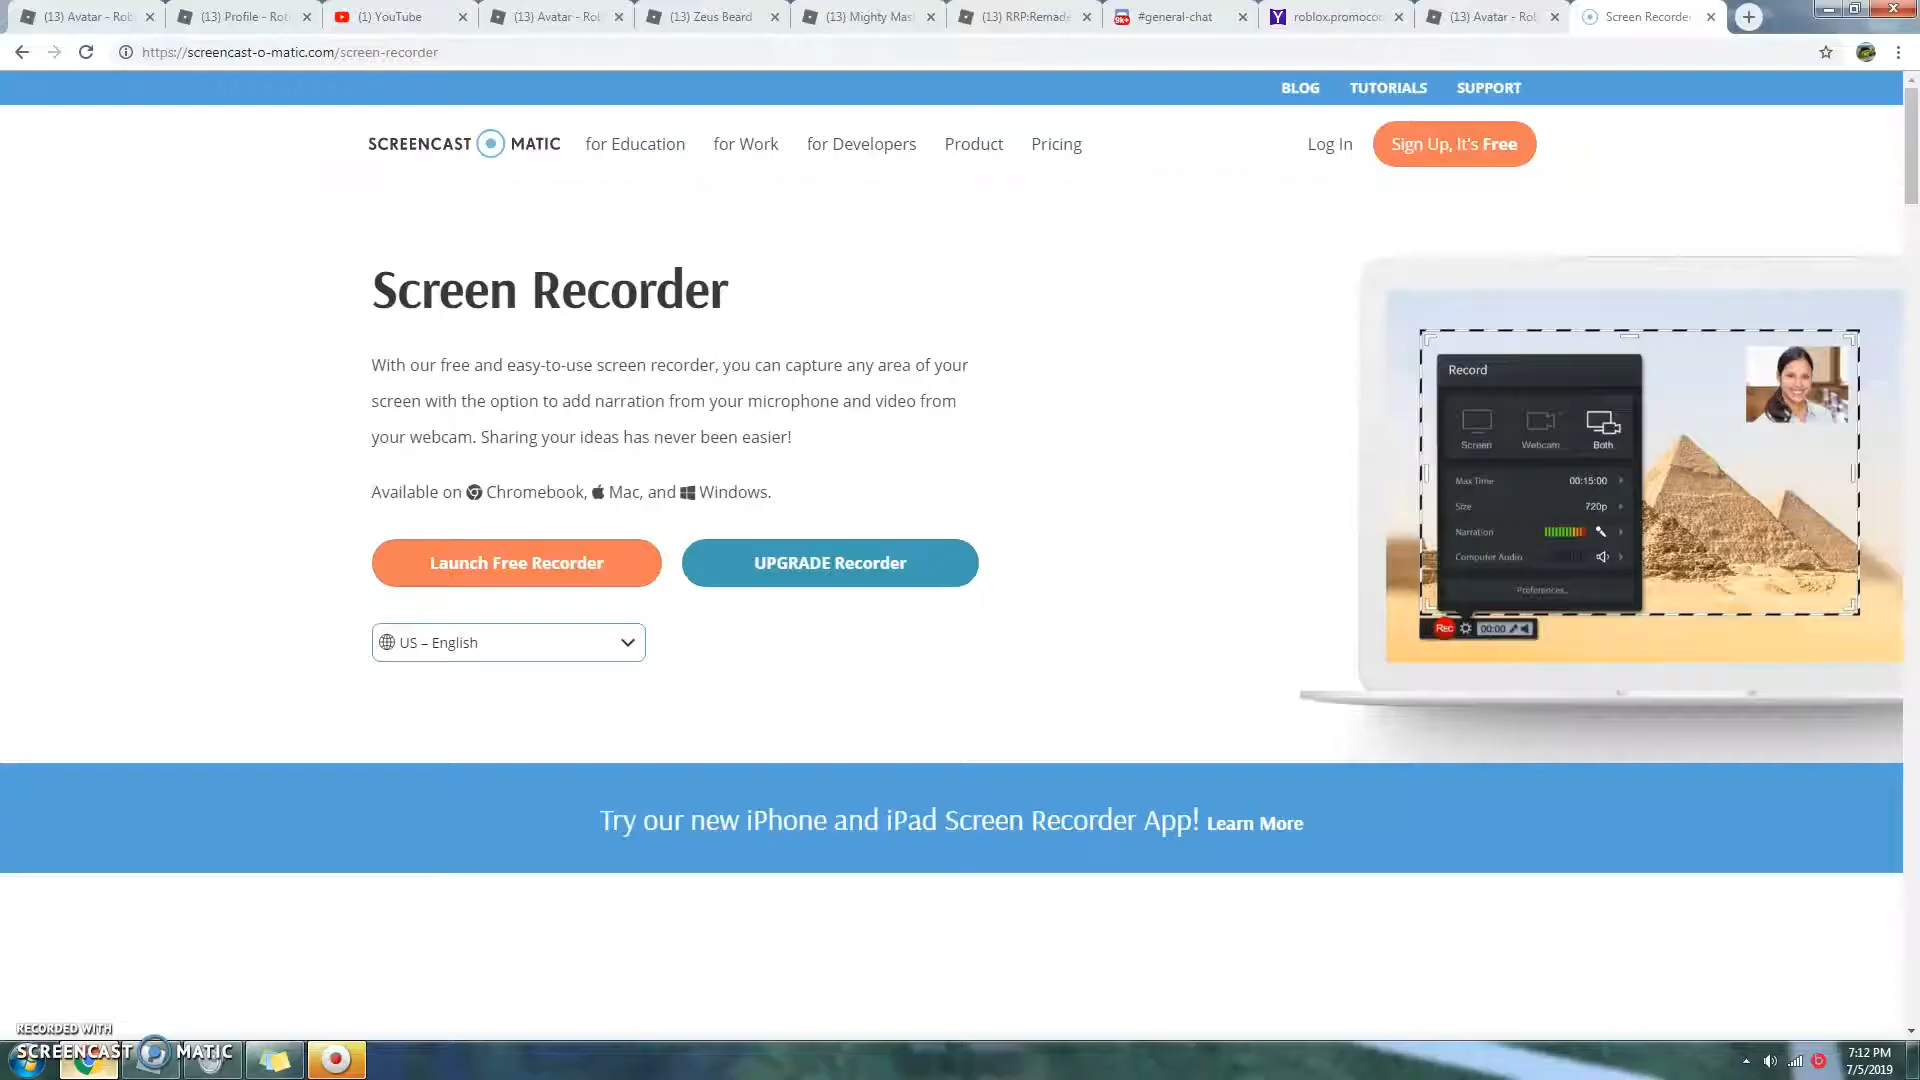 (13) Avatar - Rob
(13) Profile - Rob
(1) YouTube
(13) Avatar - Rob
(13) Zeus Beard
(13) Mighty Mas
(13) RRP:Remade
#general-chat
roblox.promocod
(13) Avatar - Rob
Screen Recorder
https://screencast-o-matic.com/screen-recorder
BLOG TUTORIALS SUPPORT
SCREENCAST MATIC for Education for Work for Developers Product Pricing Log In Sign Up, It's Free
Screen Recorder
With our free and easy-to-use screen recorder, you can capture any area of your
screen with the option to add narration from your microphone and video from
your webcam. Sharing your ideas has never been easier!
Available on Chromebook, Mac, and Windows.
Launch Free Recorder UPGRADE Recorder
US – English
Record
Screen Webcam Both
Max Time 00:15:00
Size 720p
Narration
Computer Audio
Preferences...
REC 00:00
Try our new iPhone and iPad Screen Recorder App! Learn More
RECORDED WITH
SCREENCAST MATIC
7:12 PM
7/5/2019